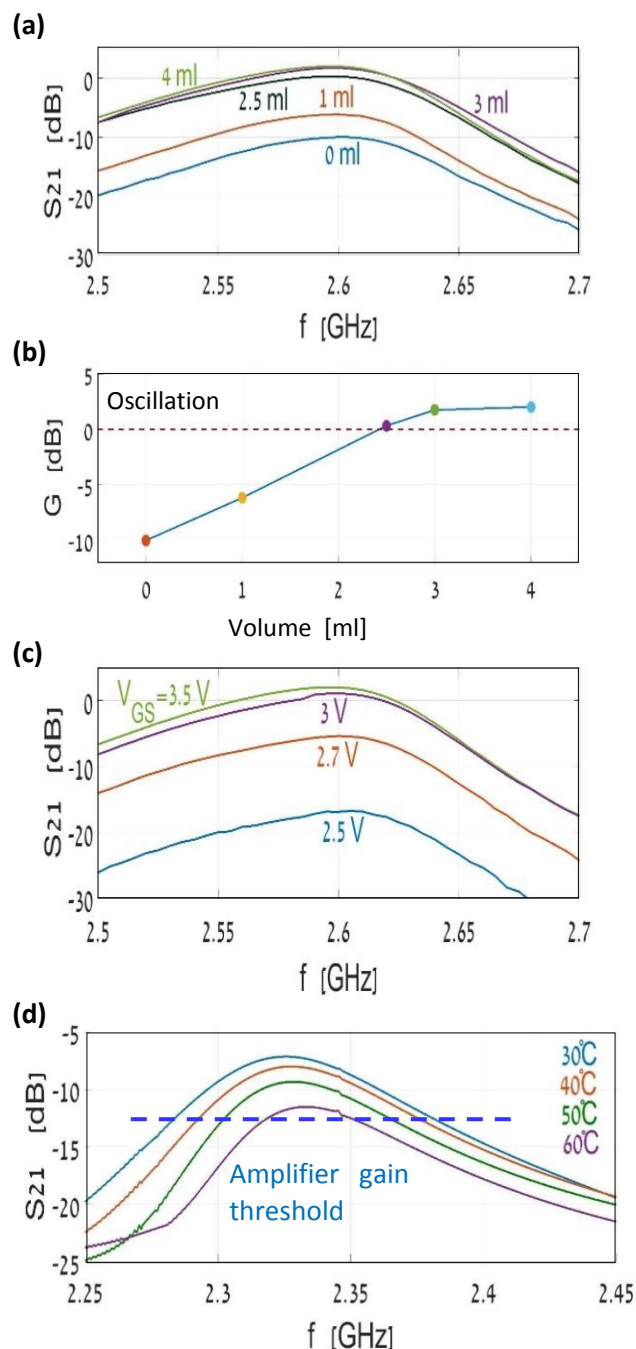 (a)
S21 [dB]
0
-10
-20
-30
4 ml
2.5 ml
1 ml
3 ml
0 ml
2.5
2.55
2.6
2.65
2.7
f [GHz]
(b)
G [dB]
5
0
-5
-10
Oscillation
0
1
2
3
4
Volume [ml]
(c)
S21 [dB]
0
-10
-20
-30
VGS=3.5 V
3 V
2.7 V
2.5 V
2.5
2.55
2.6
2.65
2.7
f [GHz]
(d)
S21 [dB]
-5
-10
-15
-20
-25
30℃
40℃
50℃
60℃
Amplifier gain
threshold
2.25
2.3
2.35
2.4
2.45
f [GHz]